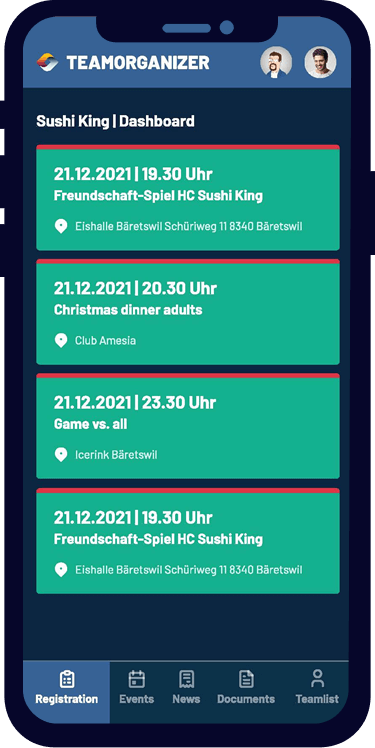 TEAMORGANIZER
Sushi King | Dashboard
21.12.2021 | 19.30 Uhr
Freundschaft-Spiel HC Sushi King
Eishalle Bäretswil Schüriweg 11 8340 Bäretswil
21.12.2021 | 20.30 Uhr
Christmas dinner adults
Club Amesia
21.12.2021 | 23.30 Uhr
Game vs. all
Icerink Bäretswil
21.12.2021 | 19.30 Uhr
Freundschaft-Spiel HC Sushi King
Eishalle Bäretswil Schüriweg 11 8340 Bäretswil
Registration Events News Documents Teamlist